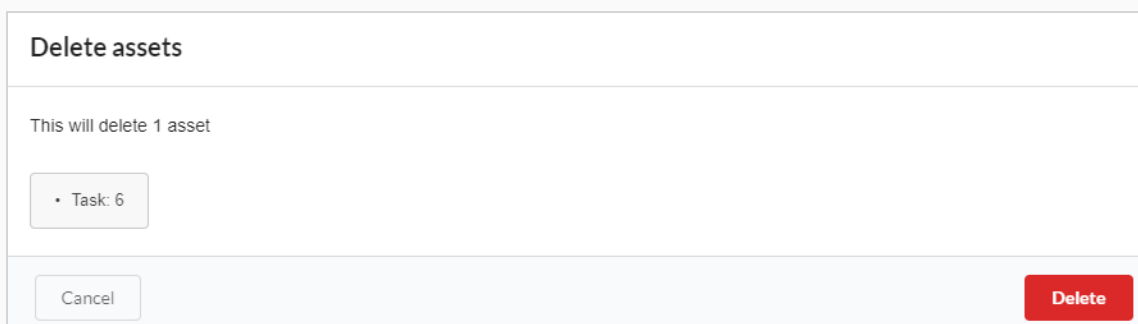 Delete assets
This will delete 1 asset
• Task: 6
Cancel
Delete